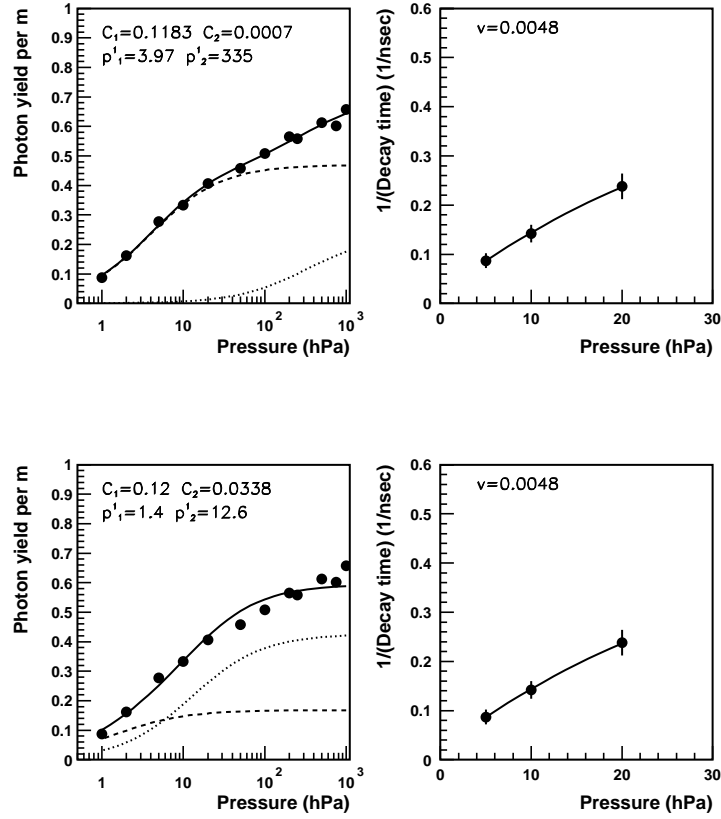 C₁=0.1183 C₂=0.0007
p'₁=3.97 p'₂=335
Photon yield per m
1
0.9
0.8
0.7
0.6
0.5
0.4
0.3
0.2
0.1
0
1 10 10² 10³
Pressure (hPa)
v=0.0048
1/(Decay time) (1/nsec)
0.6
0.5
0.4
0.3
0.2
0.1
0
0 10 20 30
Pressure (hPa)
C₁=0.12 C₂=0.0338
p'₁=1.4 p'₂=12.6
Photon yield per m
1
0.9
0.8
0.7
0.6
0.5
0.4
0.3
0.2
0.1
0
1 10 10² 10³
Pressure (hPa)
v=0.0048
1/(Decay time) (1/nsec)
0.6
0.5
0.4
0.3
0.2
0.1
0
0 10 20 30
Pressure (hPa)